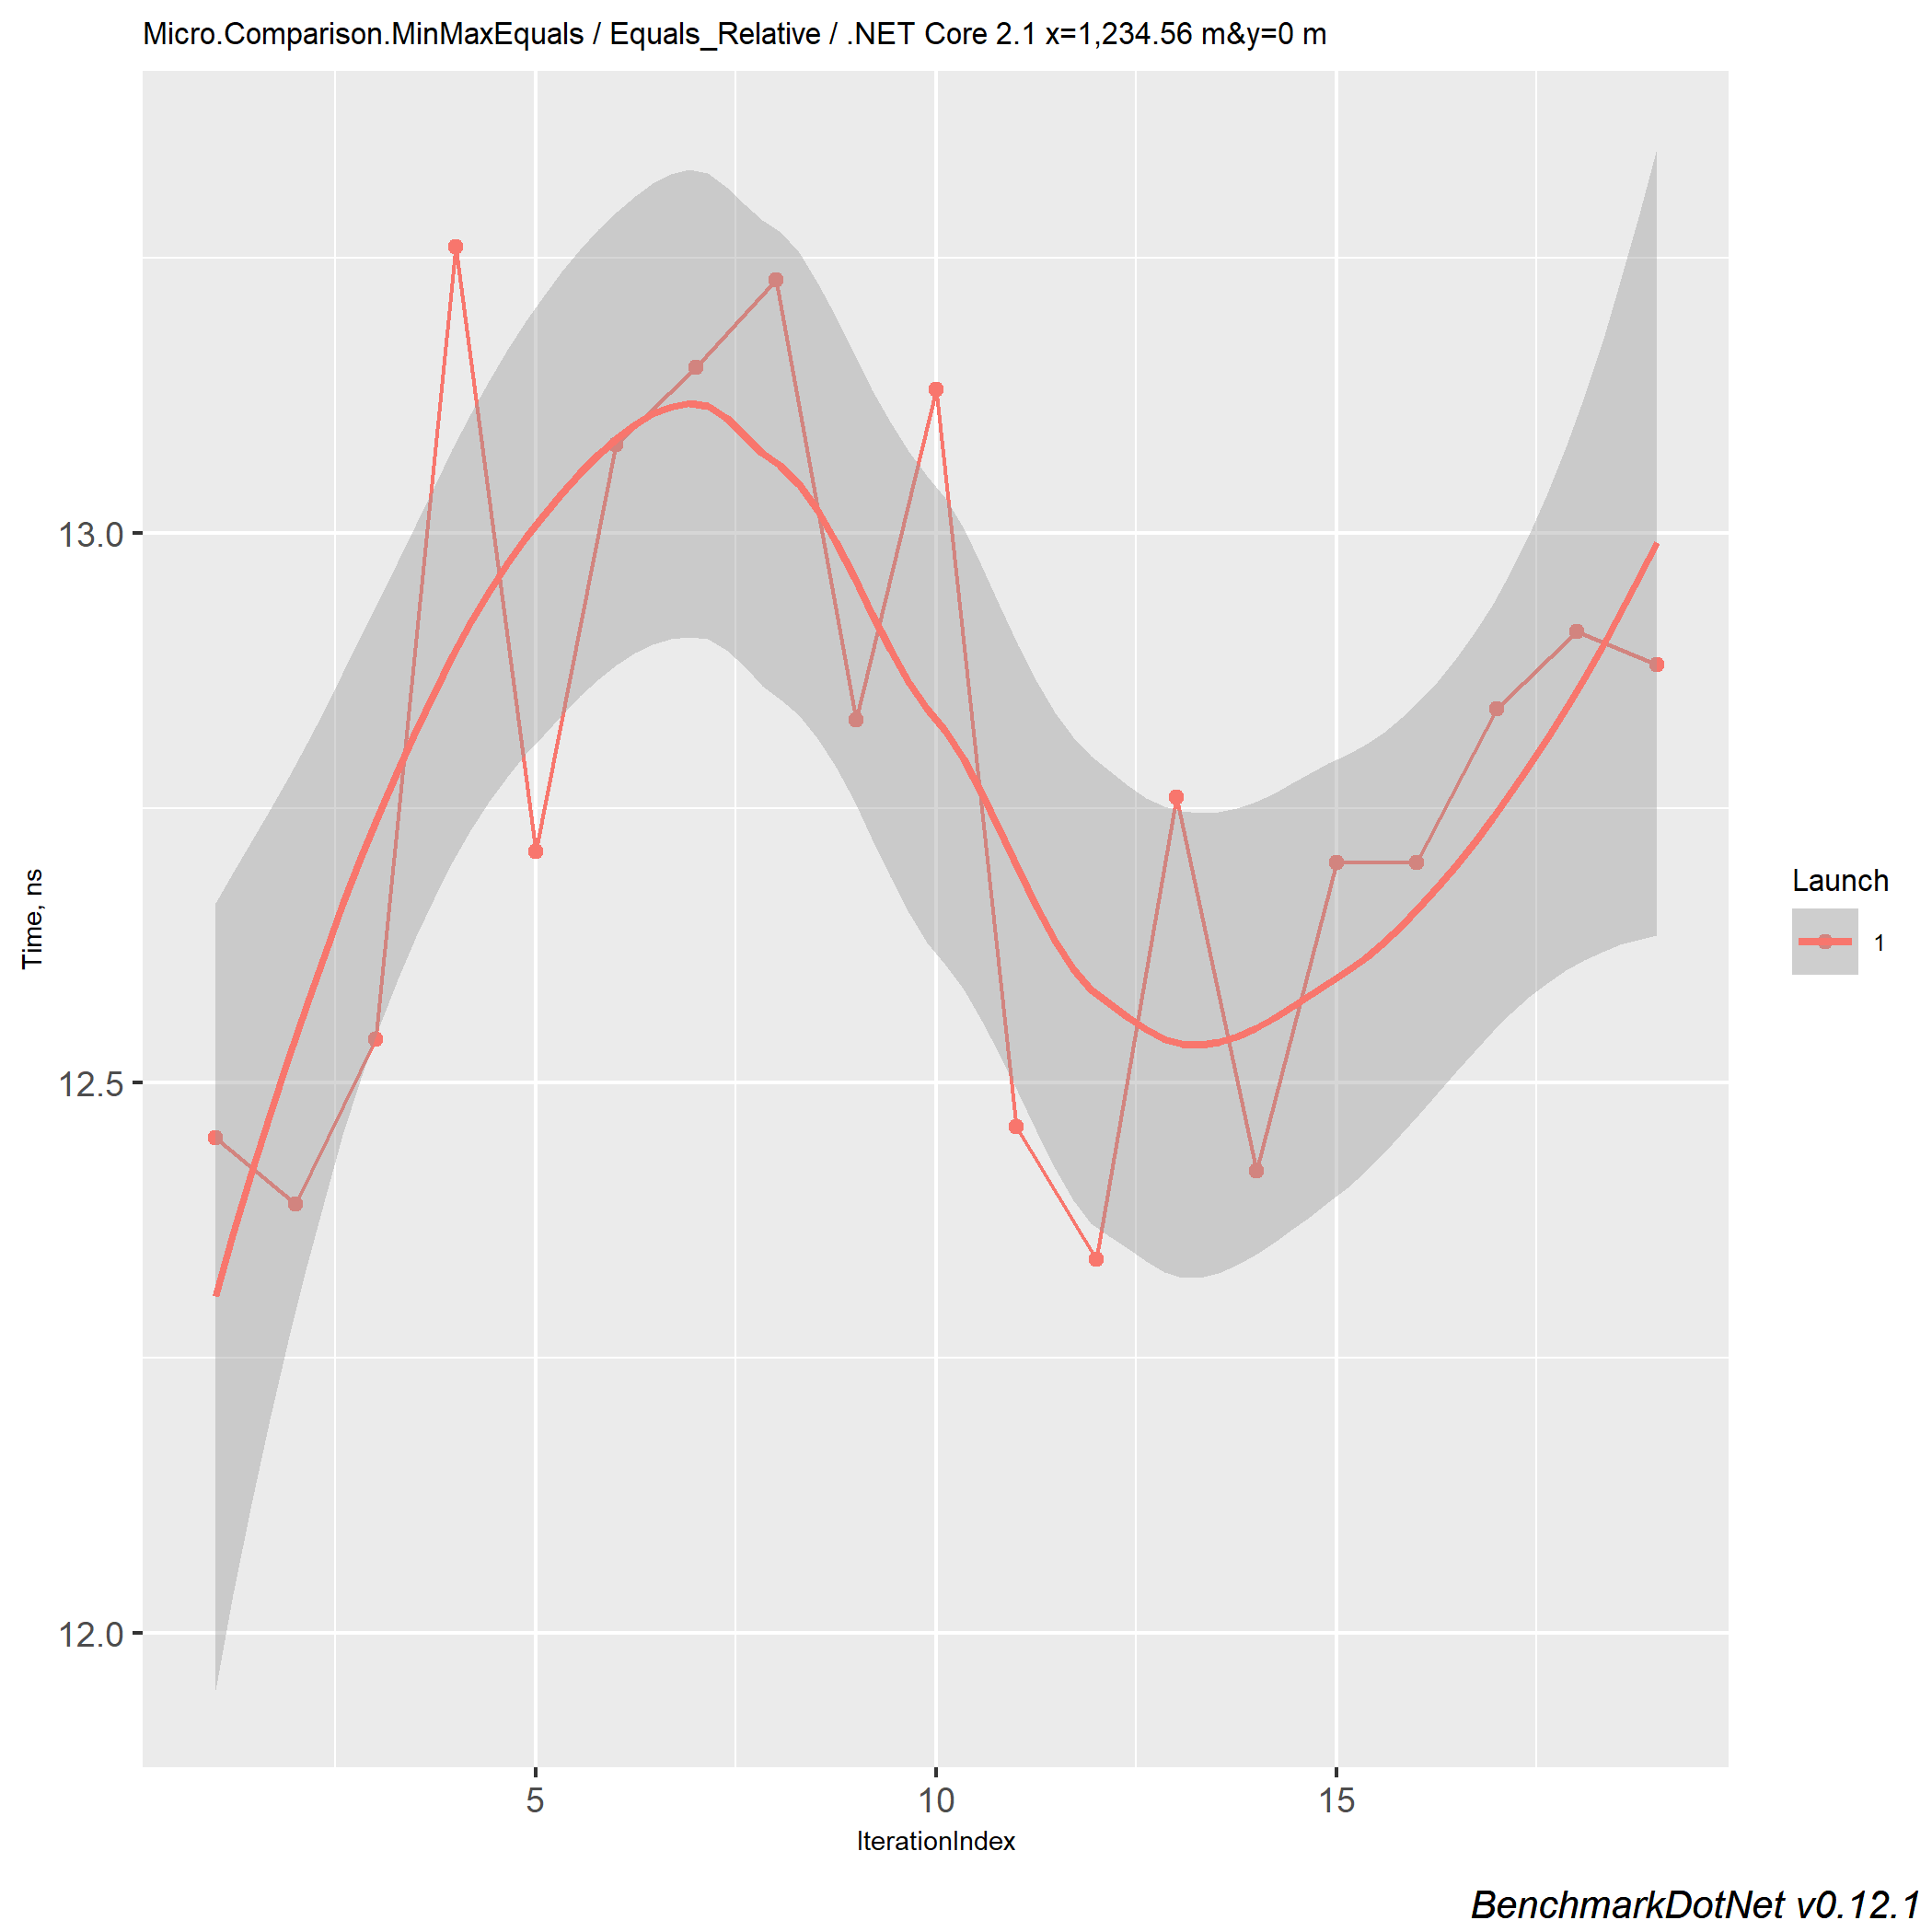 Micro.Comparison.MinMaxEquals / Equals_Relative / .NET Core 2.1 x=1,234.56 m&y=0 m
13.0
12.5
12.0
Time, ns
5 10 15
IterationIndex
Launch
1
BenchmarkDotNet v0.12.1